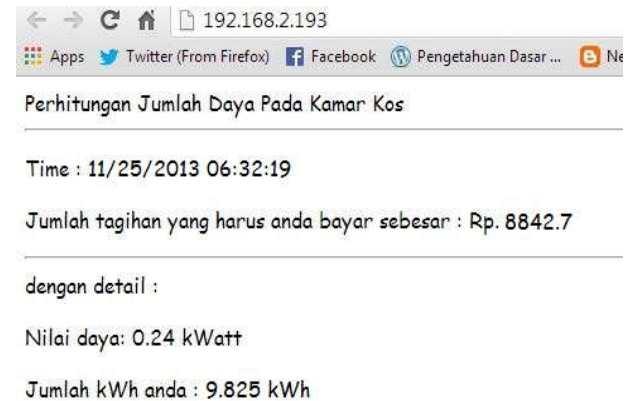 192.168.2.193
Apps Twitter (From Firefox) Facebook Pengetahuan Dasar ... Ne
Perhitungan Jumlah Daya Pada Kamar Kos
Time : 11/25/2013 06:32:19
Jumlah tagihan yang harus anda bayar sebesar : Rp. 8842.7
dengan detail :
Nilai daya: 0.24 kWatt
Jumlah kWh anda : 9.825 kWh